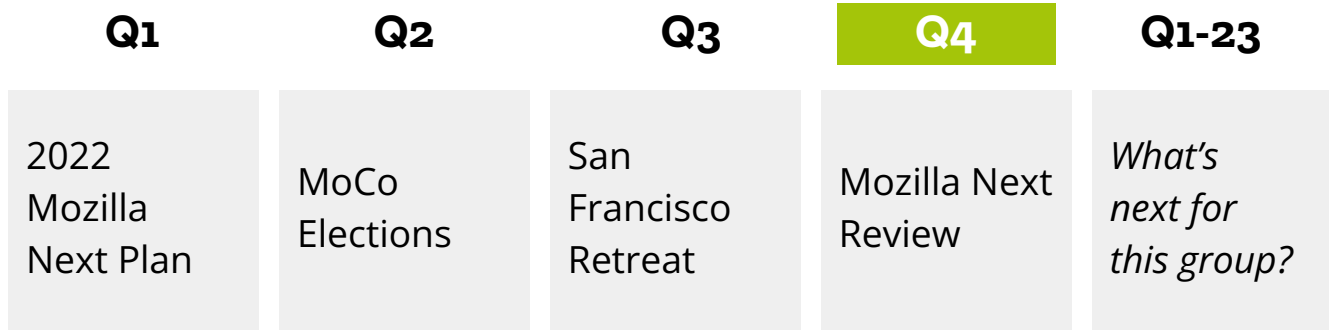 Q1 Q2 Q3 Q4 Q1-23
2022
Mozilla
Next Plan
MoCo
Elections
San
Francisco
Retreat
Mozilla Next
Review
What's
next for
this group?